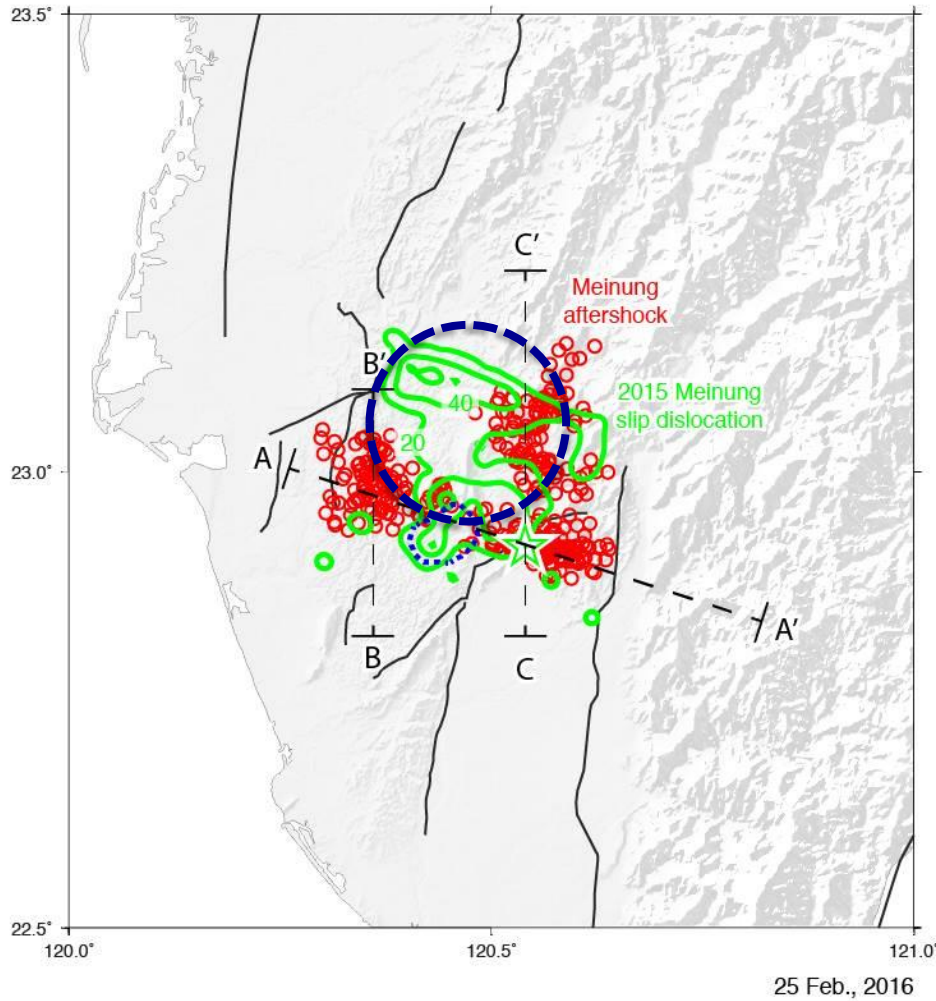 23.5°
C'
Meinung
aftershock
B'
2015 Meinung
slip dislocation
40
20
A
23.0°
A'
B
C
22.5°
120.0°
120.5°
121.0°
25 Feb., 2016